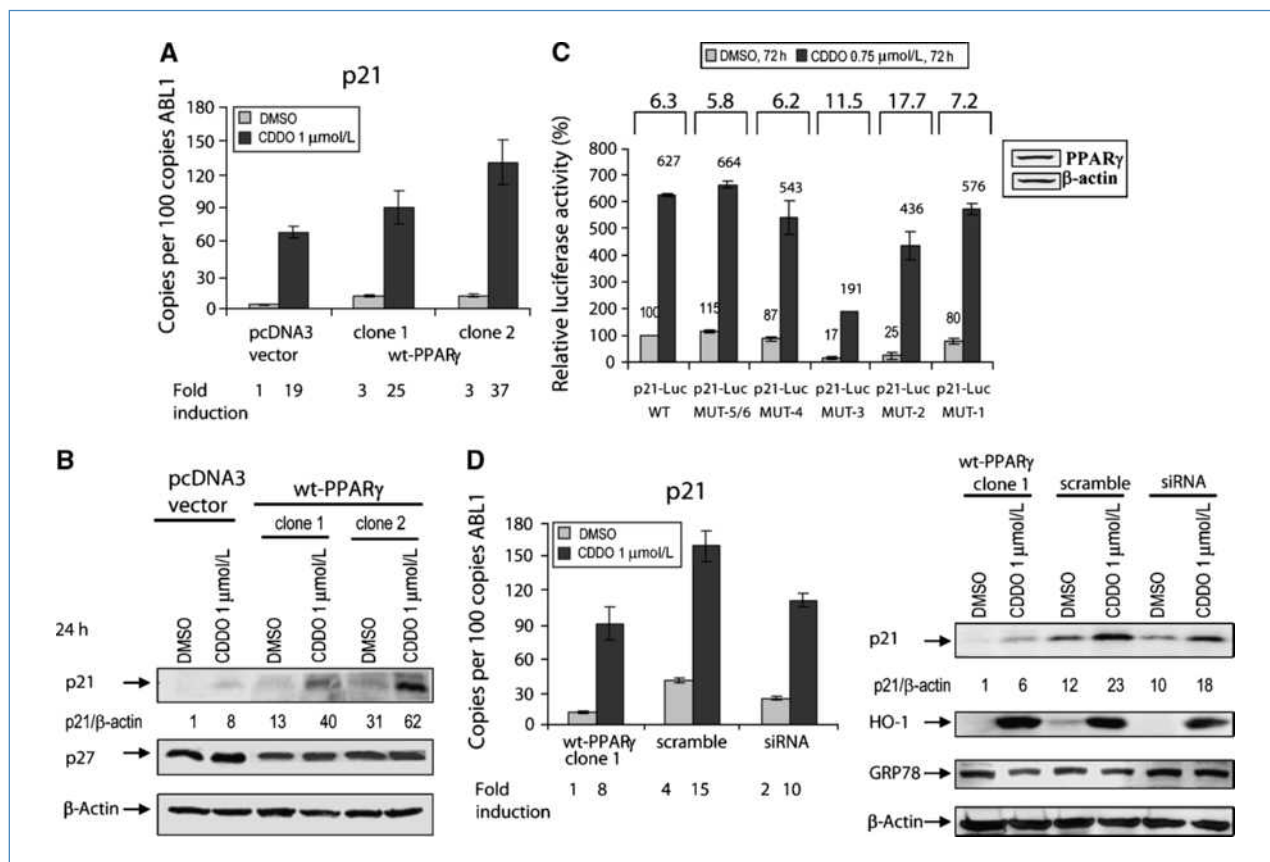 A
p21
Copies per 100 copies ABL1
180
150
120
90
60
30
0
DMSO
CDDO 1 μmol/L
pcDNA3 vector
clone 1
clone 2
wt-PPARγ
Fold induction
1 19 3 25 3 37
C
DMSO, 72 h
CDDO 0.75 μmol/L, 72 h
6.3 5.8 6.2 11.5 17.7 7.2
Relative luciferase activity (%)
800
700
600
500
400
300
200
100
0
100 627 115 664 87 543 17 191 25 436 80 576
p21-Luc p21-Luc p21-Luc p21-Luc p21-Luc p21-Luc
WT MUT-5/6 MUT-4 MUT-3 MUT-2 MUT-1
PPARγ
β-actin
B
pcDNA3 vector
wt-PPARγ
clone 1 clone 2
24 h
DMSO
CDDO 1 μmol/L
DMSO
CDDO 1 μmol/L
DMSO
CDDO 1 μmol/L
p21
p21/β-actin 1 8 13 40 31 62
p27
β-Actin
D
p21
Copies per 100 copies ABL1
180
150
120
90
60
30
0
DMSO
CDDO 1 μmol/L
wt-PPARγ clone 1
scramble
siRNA
Fold induction
1 8 4 15 2 10
wt-PPARγ clone 1
scramble
siRNA
DMSO
CDDO 1 μmol/L
DMSO
CDDO 1 μmol/L
DMSO
CDDO 1 μmol/L
p21
p21/β-actin 1 6 12 23 10 18
HO-1
GRP78
β-Actin